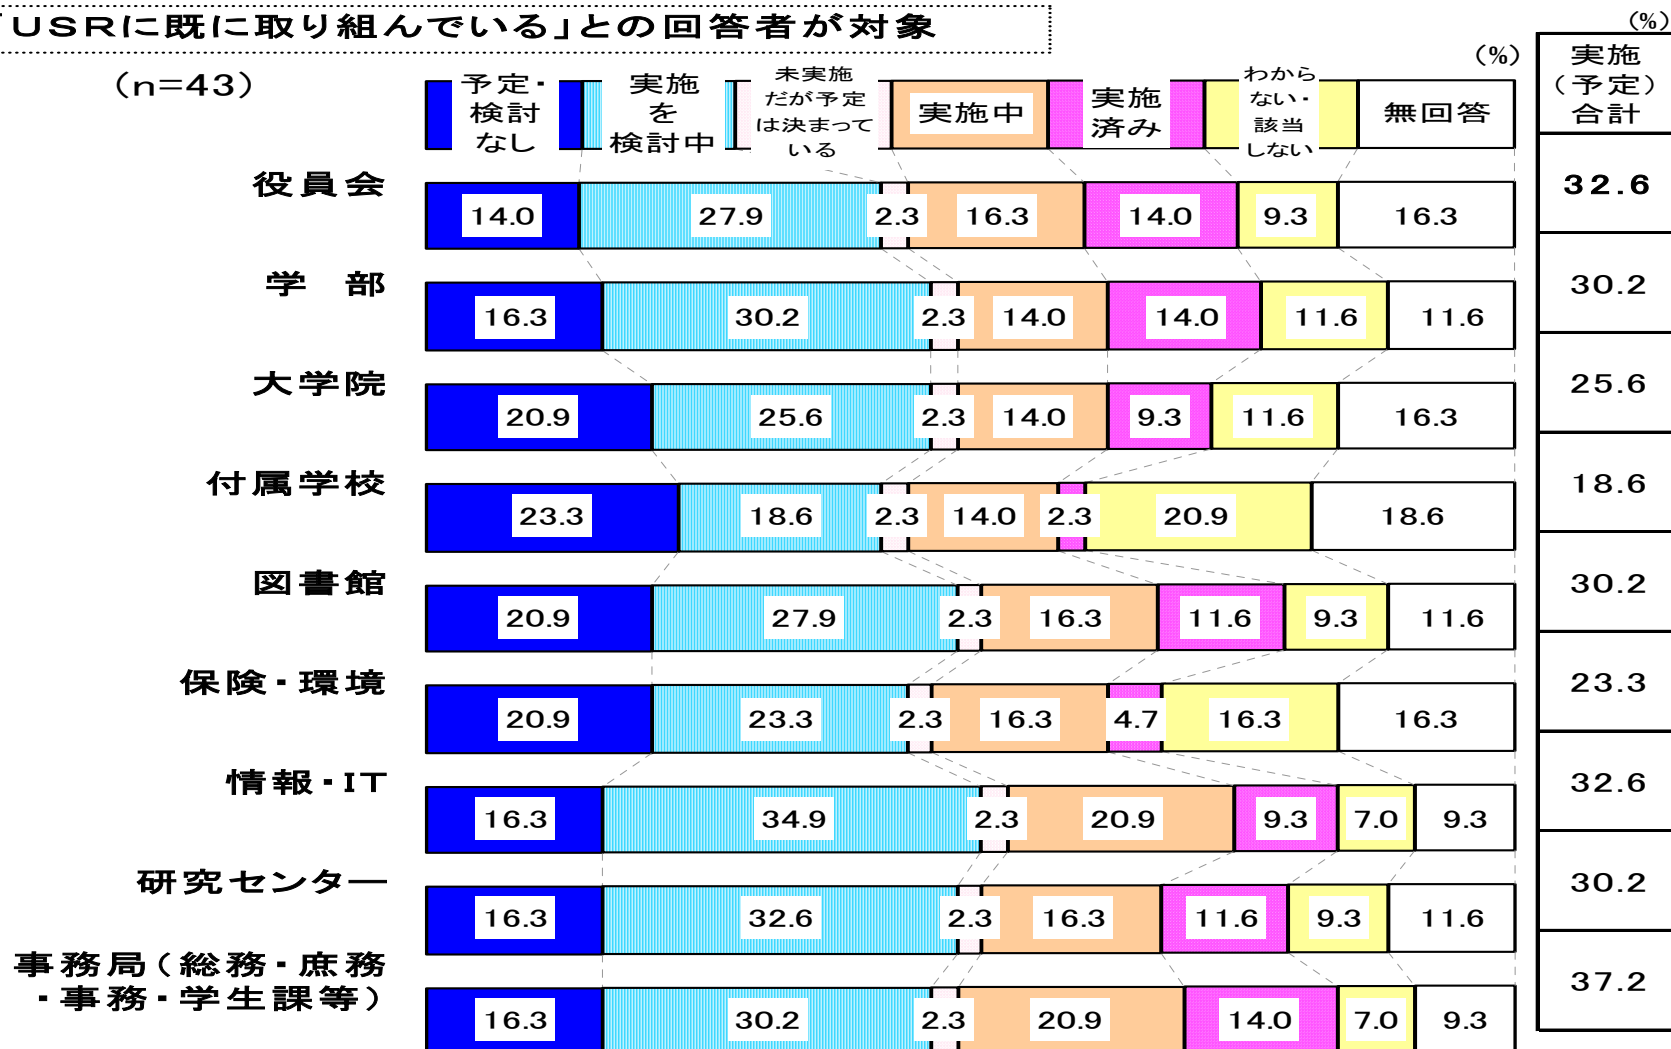 「USRに既に取り組んでいる」との回答者が対象
(%)
(%)
(n=43)
予定・
検討
なし
実施
を
検討中
未実施
だが予定
は決まって
いる
実施中
実施
済み
わから
ない・
該当
しない
無回答
実施
(予定)
合計
役員会
14.0 27.9 2.3 16.3 14.0 9.3 16.3
32.6
学 部
16.3 30.2 2.3 14.0 14.0 11.6 11.6
30.2
大学院
20.9 25.6 2.3 14.0 9.3 11.6 16.3
25.6
付属学校
23.3 18.6 2.3 14.0 2.3 20.9 18.6
18.6
図書館
20.9 27.9 2.3 16.3 11.6 9.3 11.6
30.2
保険・環境
20.9 23.3 2.3 16.3 4.7 16.3 16.3
23.3
情報・IT
16.3 34.9 2.3 20.9 9.3 7.0 9.3
32.6
研究センター
16.3 32.6 2.3 16.3 11.6 9.3 11.6
30.2
事務局(総務・庶務
・事務・学生課等)
16.3 30.2 2.3 20.9 14.0 7.0 9.3
37.2